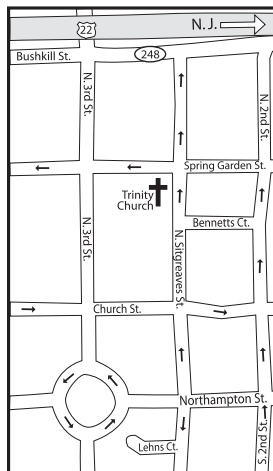 N.J.
22
Bushkill St.
248
N. 3rd St.
N. 2nd St.
Spring Garden St.
Trinity
Church
Bennetts Ct.
N. 3rd St.
N. Sitgreaves St.
Church St.
Northampton St.
Lehns Ct.
S. 2nd St.